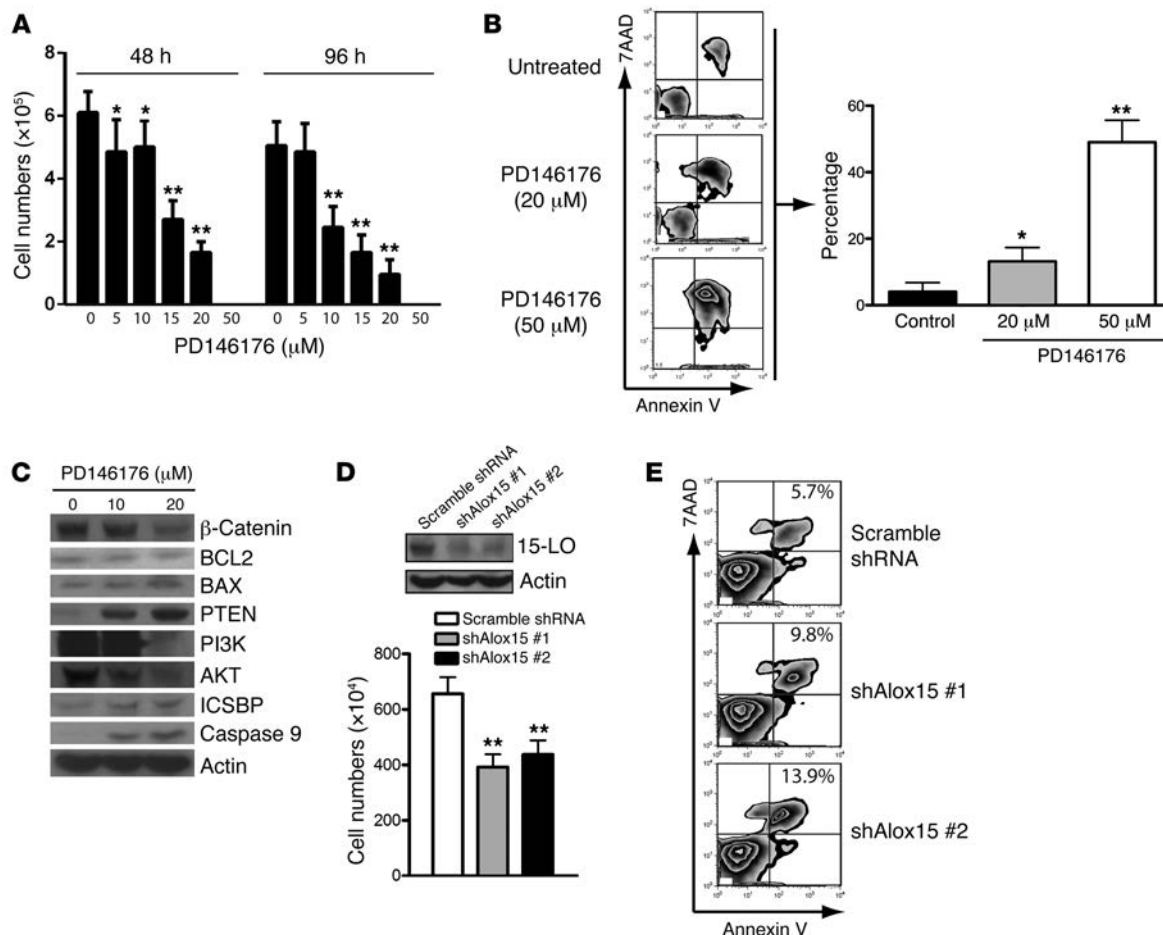 A
48 h
96 h
Cell numbers (×10⁵)
8
6
4
2
0
0 5 10 15 20 50 0 5 10 15 20 50
* * ** ** ** ** **
PD146176 (μM)
B
7AAD
Untreated
PD146176
(20 μM)
PD146176
(50 μM)
Annexin V
Percentage
60
40
20
0
* **
Control 20 μM 50 μM
PD146176
C
PD146176 (μM)
0 10 20
β-Catenin
BCL2
BAX
PTEN
PI3K
AKT
ICSBP
Caspase 9
Actin
D
Scramble shRNA
shAlox15 #1
shAlox15 #2
15-LO
Actin
Scramble shRNA
shAlox15 #1
shAlox15 #2
Cell numbers (×10⁴)
800
600
400
200
0
** **
E
7AAD
5.7%
Scramble
shRNA
9.8%
shAlox15 #1
13.9%
shAlox15 #2
Annexin V